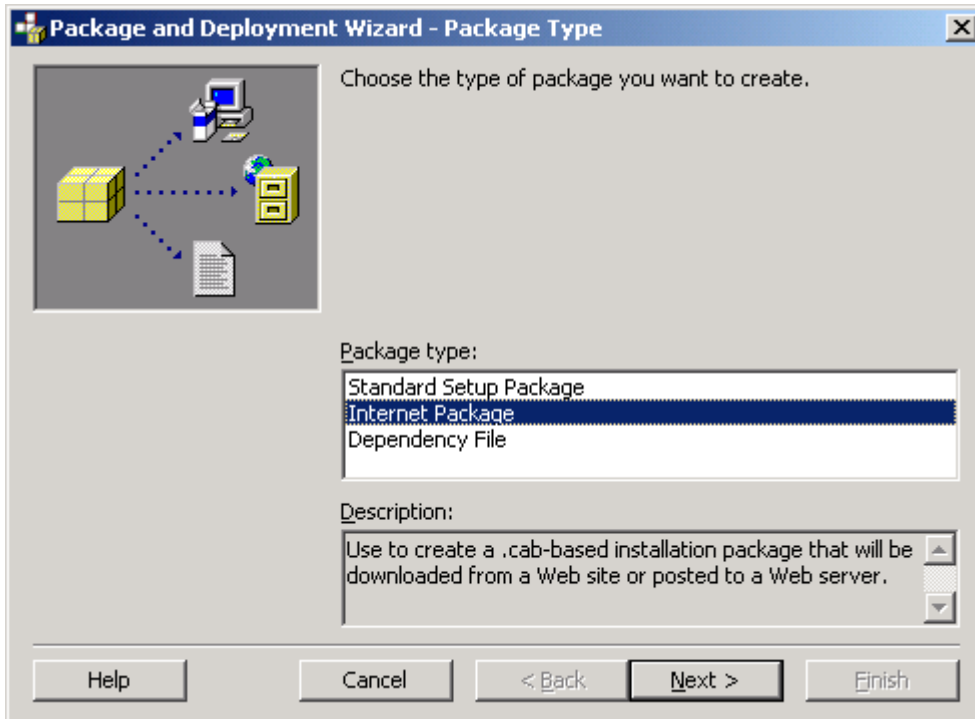 Package and Deployment Wizard - Package Type
Choose the type of package you want to create.
Package type:
Standard Setup Package
Internet Package
Dependency File
Description:
Use to create a .cab-based installation package that will be
downloaded from a Web site or posted to a Web server.
Help
Cancel
< Back
Next >
Finish